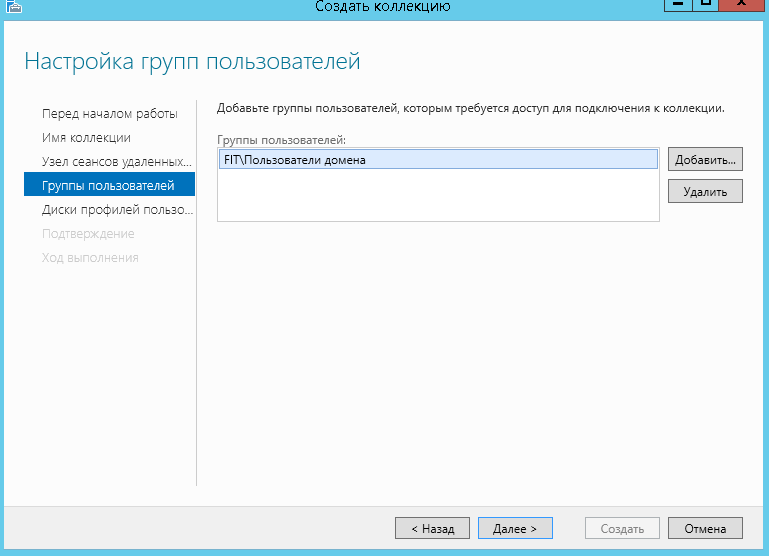 Создать коллекцию
Настройка групп пользователей
Перед началом работы
Имя коллекции
Узел сеансов удаленных...
Группы пользователей
Диски профилей пользо...
Подтверждение
Ход выполнения
Добавьте группы пользователей, которым требуется доступ для подключения к коллекции.
Группы пользователей:
FIT\Пользователи домена
Добавить...
Удалить
< Назад
Далее >
Создать
Отмена